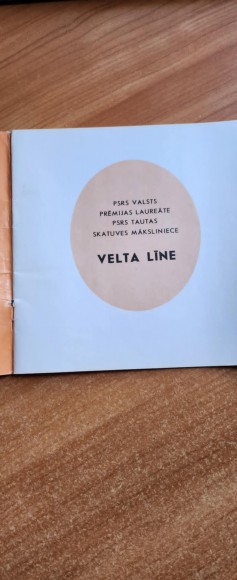 PSRS VALSTS
PRĒMIJAS LAUREĀTE
PSRS TAUTAS
SKATUVES MĀKSLINIECE
VELTA LĪNE